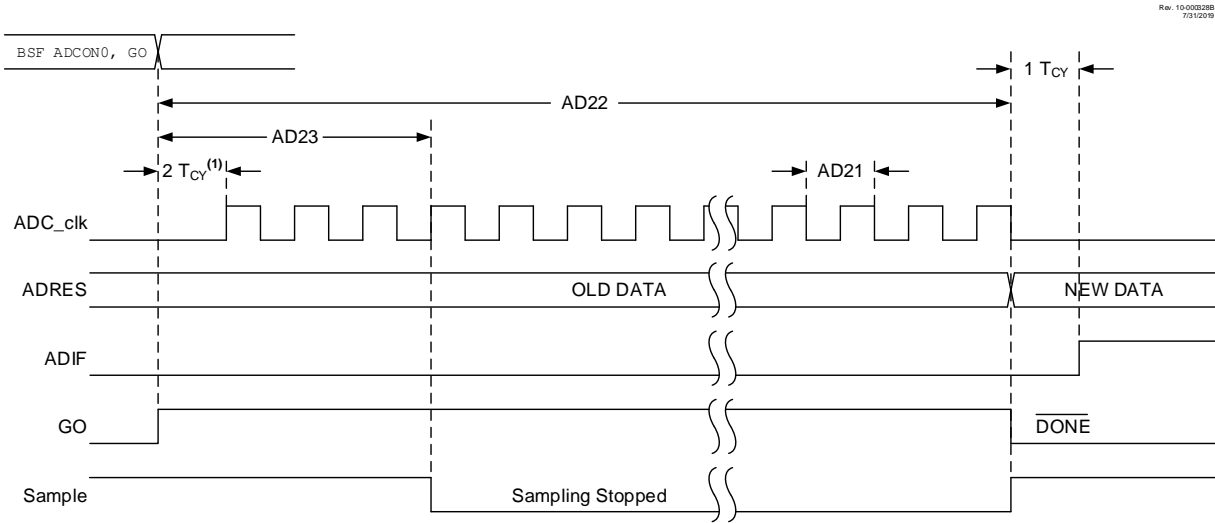 Rev. 10-000328B
7/31/2019
BSF ADCON0, GO
1 TCY
AD22
AD23
2 TCY(1)
AD21
ADC_clk
ADRES
OLD DATA
NEW DATA
ADIF
GO
DONE
Sample
Sampling Stopped